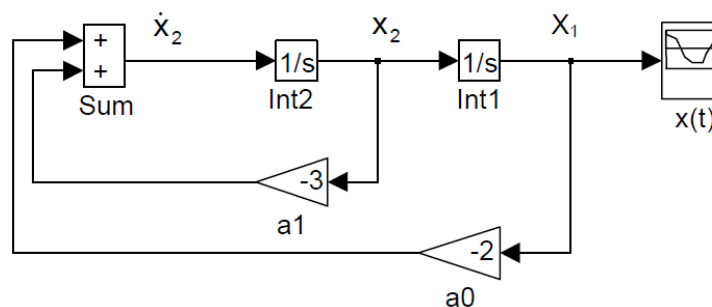 ẋ₂
x₂
X₁
+
+
1/s
1/s
Sum
Int2
Int1
x(t)
-3
a1
-2
a0